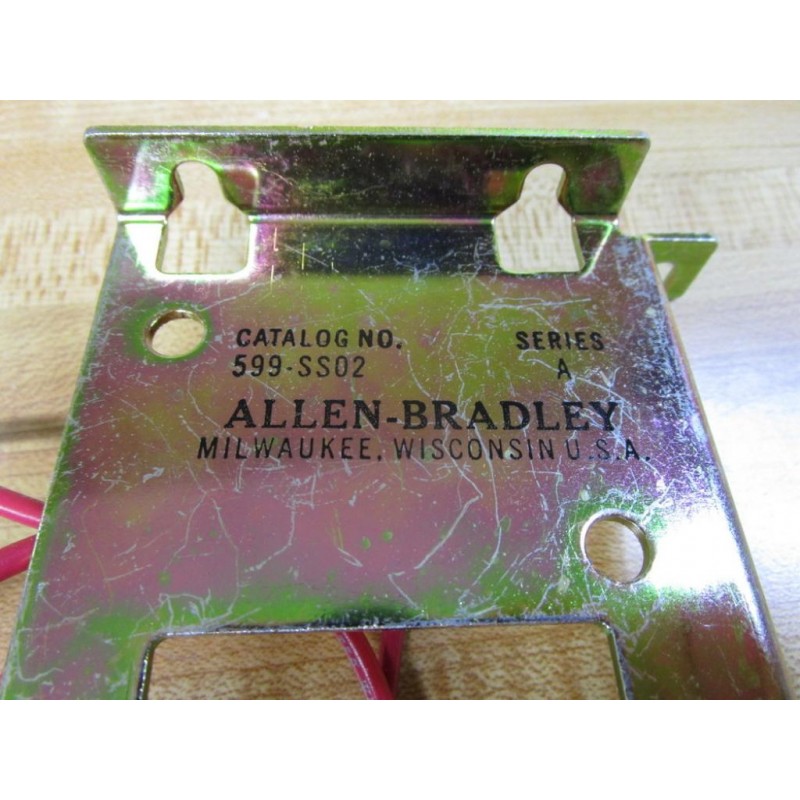 CATALOG NO. SERIES
599-SS02 A
ALLEN-BRADLEY
MILWAUKEE, WISCONSIN U.S.A.